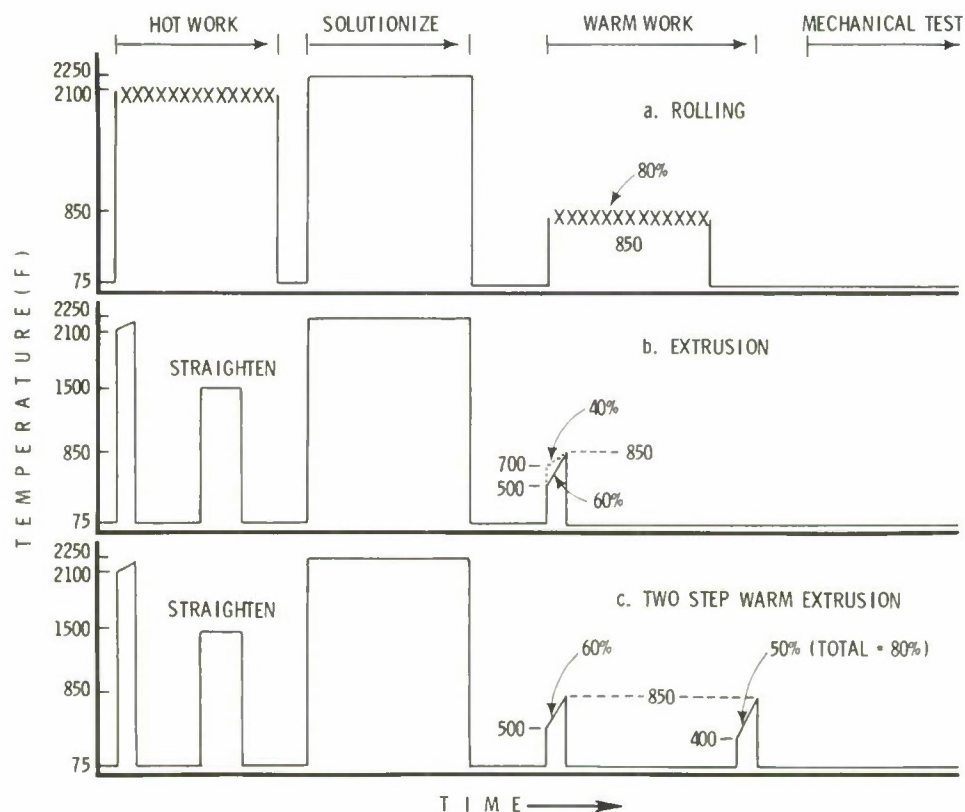 HOT WORK SOLUTIONIZE WARM WORK MECHANICAL TEST
TEMPERATURE (F)
2250
2100
XXXXXXXXXXXXX
a. ROLLING
80%
850
XXXXXXXXXXXXX
850
75
2250
2100
b. EXTRUSION
STRAIGHTEN
1500
40%
850
850
700
500
60%
75
2250
2100
c. TWO STEP WARM EXTRUSION
STRAIGHTEN
1500
60%
50% (TOTAL = 80%)
850
850
500
400
75
TIME